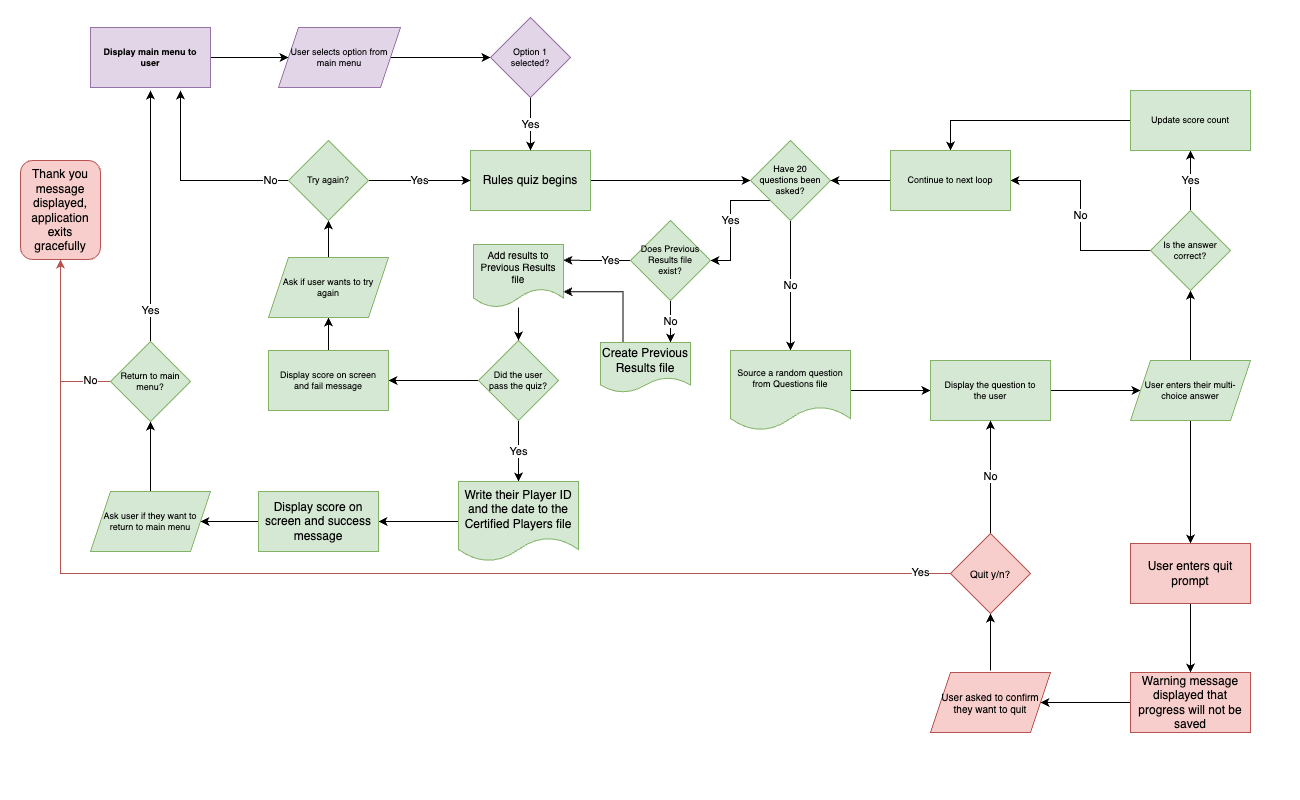 Display main menu to
user
User selects option from
main menu
Option 1
selected?
Yes
Update score count
Thank you
message
displayed,
application
exits
gracefully
No
Try again?
Yes
Rules quiz begins
Have 20
questions been
asked?
Continue to next loop
Yes
No
Yes
Is the answer
correct?
Add results to
Previous Results
file
Yes
Does Previous
Results file
exist?
Ask if user wants to try
again
No
Yes
No
Create Previous
Results file
No
Return to main
menu?
Display score on screen
and fail message
Did the user
pass the quiz?
Source a random question
from Questions file
Display the question to
the user
User enters their multi-
choice answer
Yes
No
Ask user if they want to
return to main menu
Display score on
screen and success
message
Write their Player ID
and the date to the
Certified Players file
Yes
Quit y/n?
User enters quit
prompt
User asked to confirm
they want to quit
Warning message
displayed that
progress will not be
saved